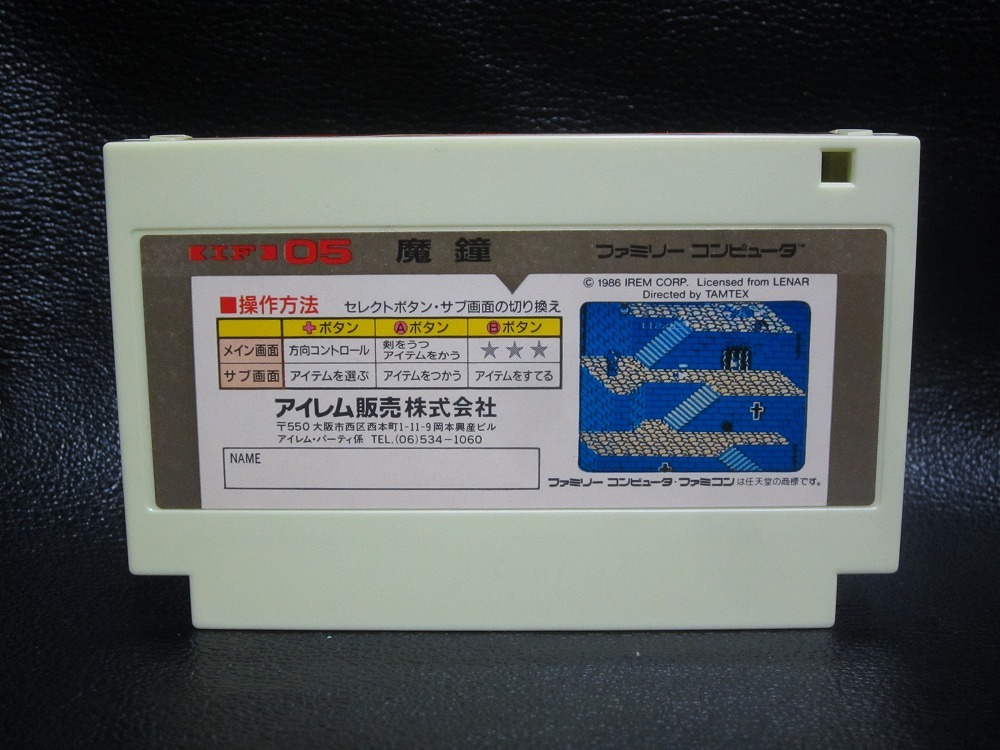 IF 05 魔鐘 ファミリーコンピュータ™
© 1986 IREM CORP. Licensed from LENAR
Directed by TAMTEX
■操作方法 セレクトボタン・サブ画面の切り換え
✚ボタン Ⓐボタン Ⓑボタン
メイン画面 方向コントロール 剣をうつ アイテムをかう ★★★
サブ画面 アイテムを選ぶ アイテムをつかう アイテムをすてる
アイレム販売株式会社
〒550 大阪市西区西本町1-11-9 岡本興産ビル
アイレム・パーティ係 TEL.(06)534-1060
NAME
ファミリーコンピュータ・ファミコンは任天堂の商標です。